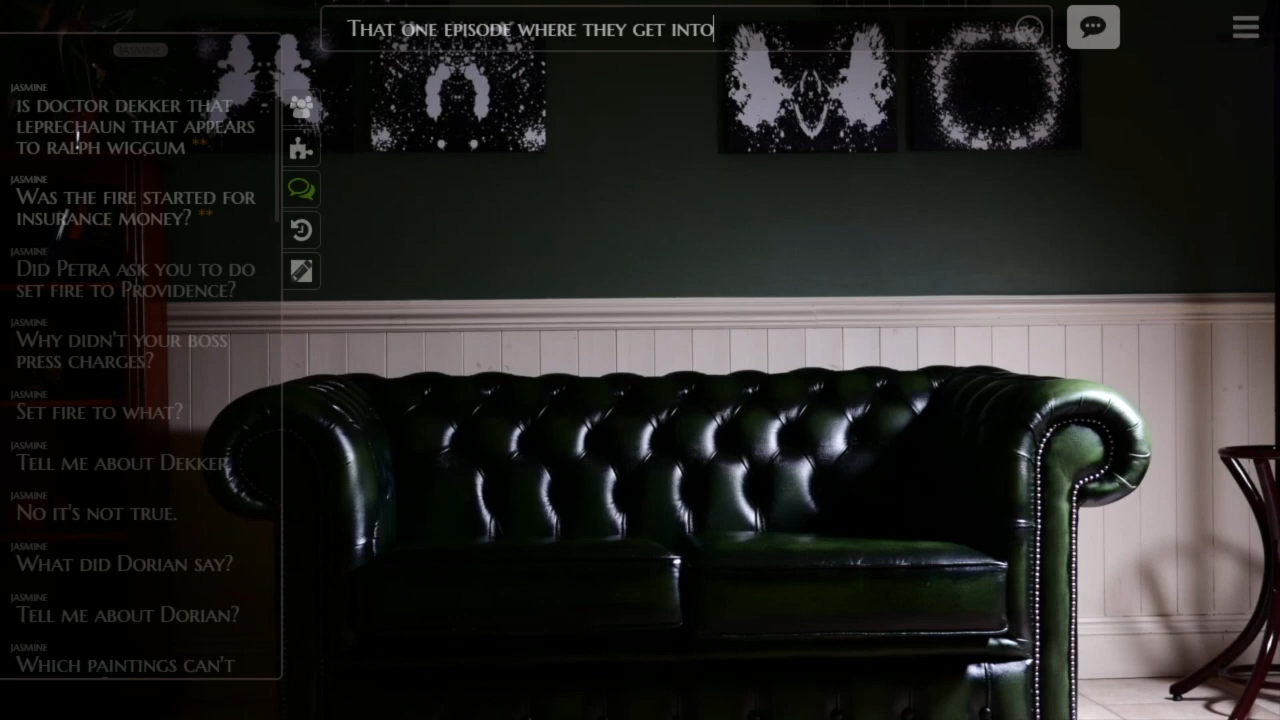 That one episode where they get into
Jasmine
Jasmine
is doctor dekker that
leprechaun that appears
to ralph wiggum **
Jasmine
Was the fire started for
insurance money? **
Jasmine
Did Petra ask you to do
set fire to Providence?
Jasmine
Why didn't your boss
press charges?
Jasmine
Set fire to what?
Jasmine
Tell me about Dekker
Jasmine
No it's not true.
Jasmine
What did Dorian say?
Jasmine
Tell me about Dorian?
Jasmine
Which paintings can't